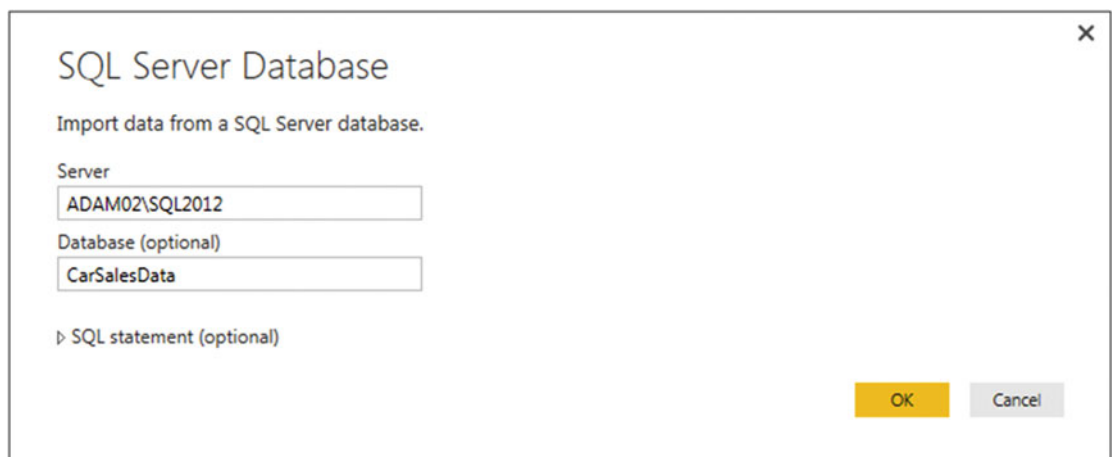 SQL Server Database
Import data from a SQL Server database.
Server
ADAM02\SQL2012
Database (optional)
CarSalesData
SQL statement (optional)
OK Cancel